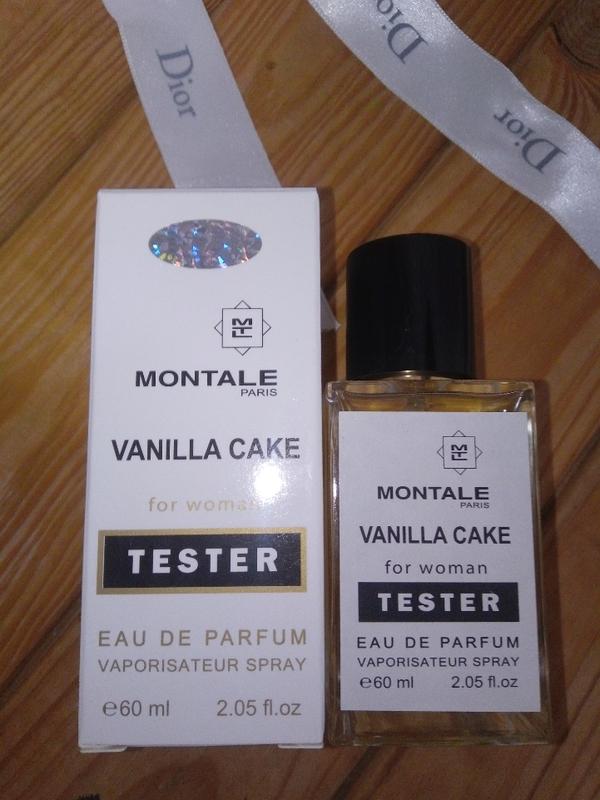 Dior
Dior
Dior
MONTALE
PARIS
VANILLA CAKE
for woman
TESTER
EAU DE PARFUM
VAPORISATEUR SPRAY
℮60 ml 2.05 fl.oz
MONTALE
PARIS
VANILLA CAKE
for woman
TESTER
EAU DE PARFUM
VAPORISATEUR SPRAY
℮60 ml 2.05 fl.oz